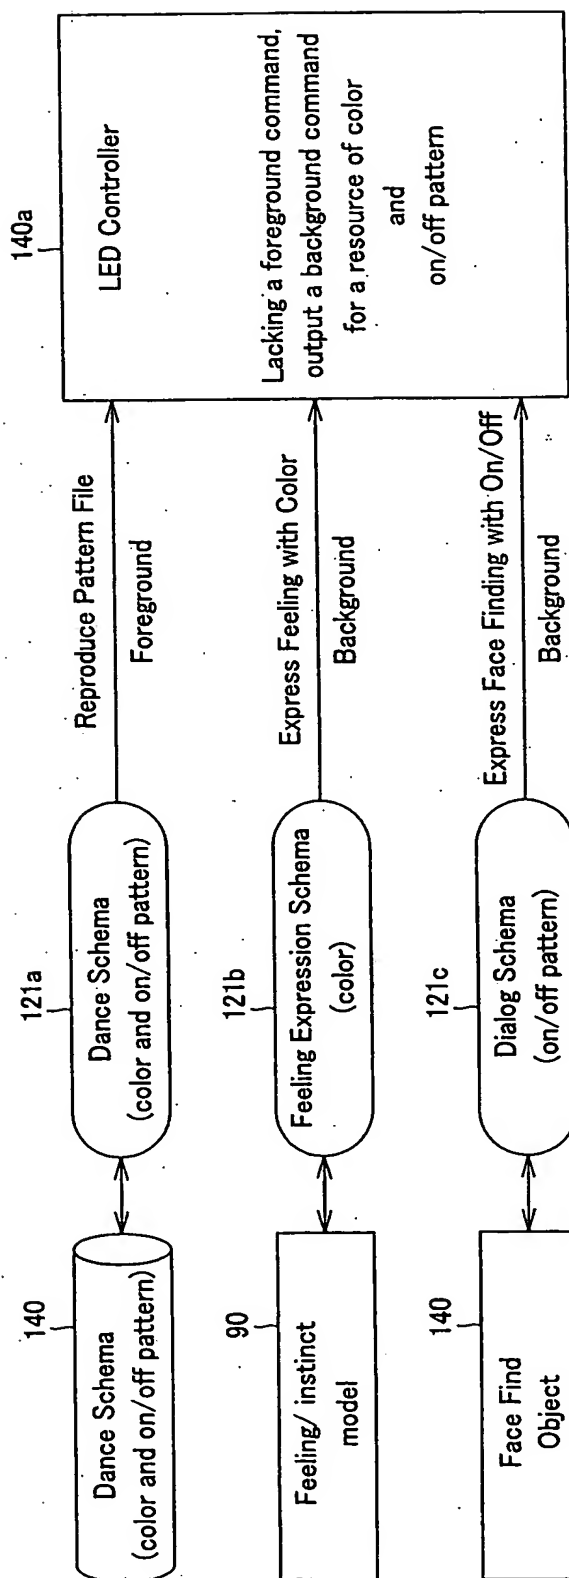 140
Dance Schema
(color and on/off pattern)
90
Feeling/ instinct
model
140
Face Find
Object
121a
Dance Schema
(color and on/off pattern)
121b
Feeling Expression Schema
(color)
121c
Dialog Schema
(on/off pattern)
Reproduce Pattern File
Foreground
Express Feeling with Color
Background
Express Face Finding with On/Off
Background
140a
LED Controller
Lacking a foreground command,
output a background command
for a resource of color
and
on/off pattern